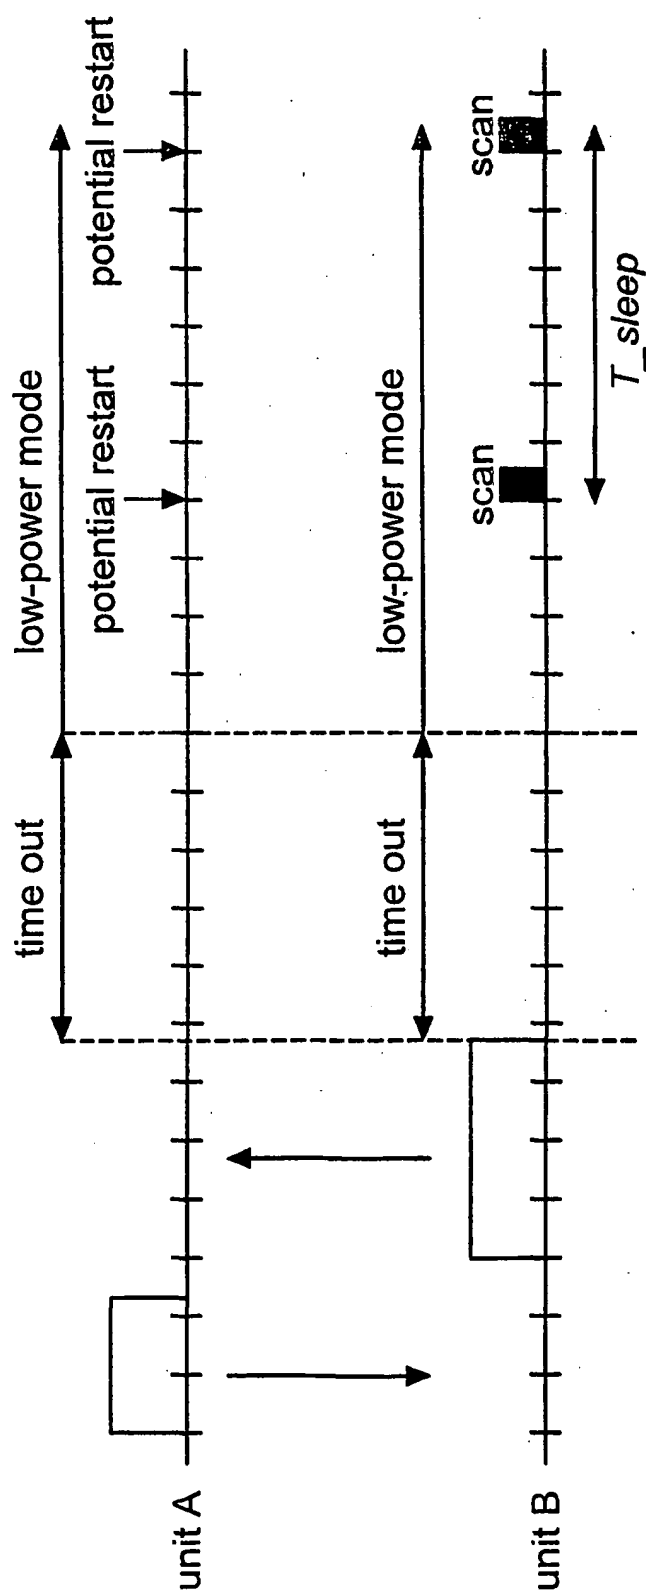 time out
low-power mode
potential restart
potential restart
unit A
time out
low-power mode
scan
scan
unit B
T_sleep